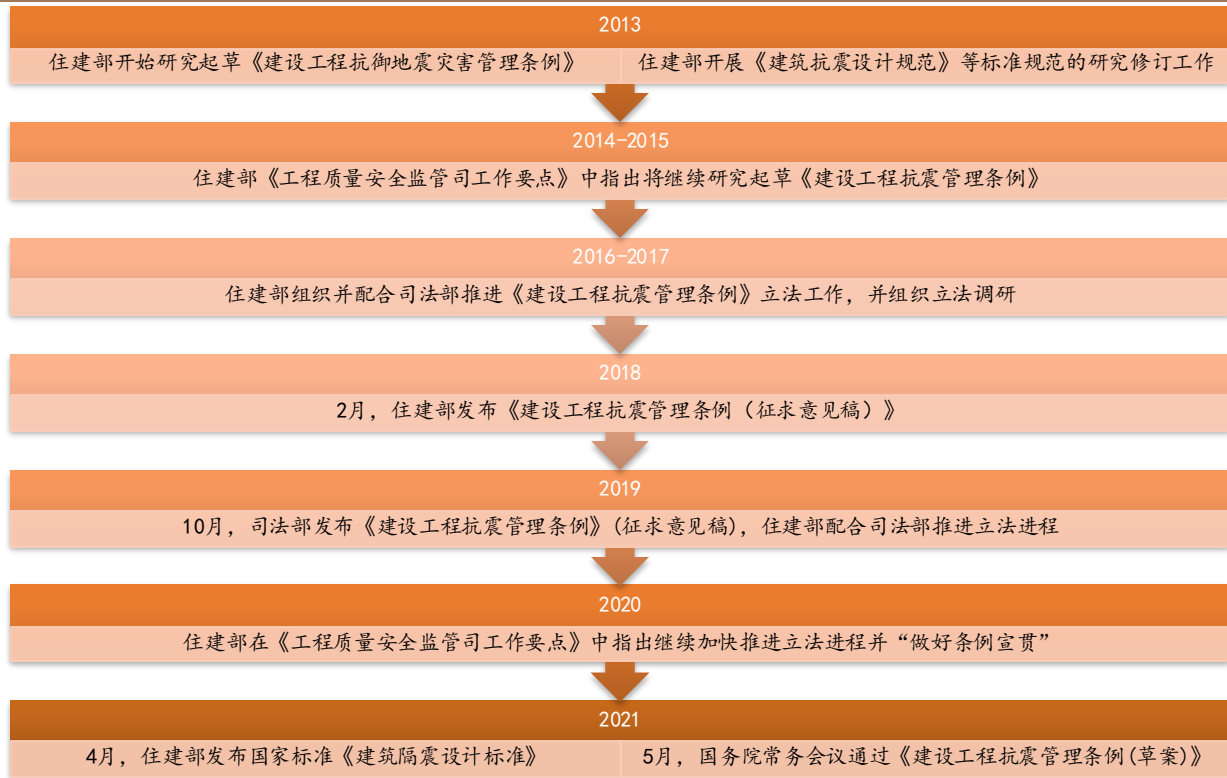 2013
住建部开始研究起草《建设工程抗御地震灾害管理条例》
住建部开展《建筑抗震设计规范》等标准规范的研究修订工作
2014-2015
住建部《工程质量安全监管司工作要点》中指出将继续研究起草《建设工程抗震管理条例》
2016-2017
住建部组织并配合司法部推进《建设工程抗震管理条例》立法工作，并组织立法调研
2018
2月，住建部发布《建设工程抗震管理条例（征求意见稿）》
2019
10月，司法部发布《建设工程抗震管理条例》(征求意见稿)，住建部配合司法部推进立法进程
2020
住建部在《工程质量安全监管司工作要点》中指出继续加快推进立法进程并“做好条例宣贯”
2021
4月，住建部发布国家标准《建筑隔震设计标准》
5月，国务院常务会议通过《建设工程抗震管理条例(草案)》